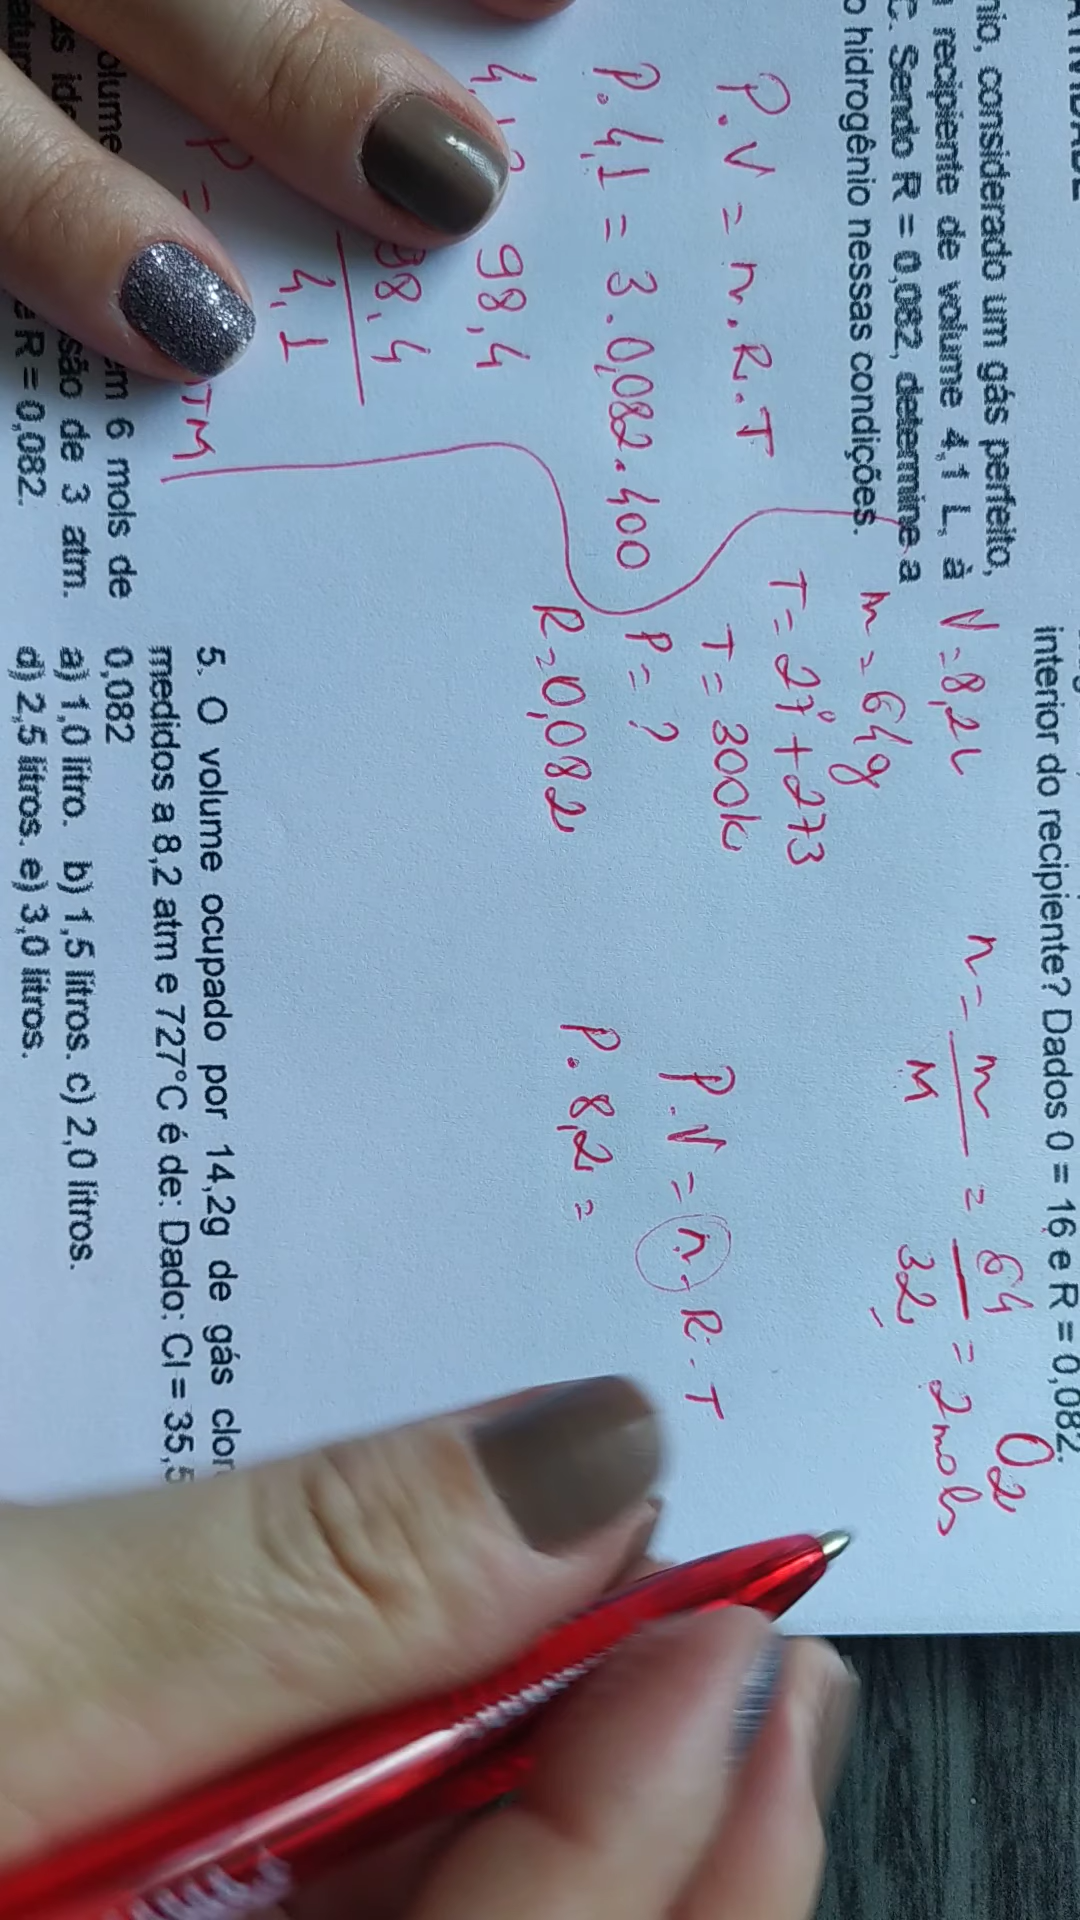 nio, considerado um gás perfeito,
recipiente de volume 4,1 L, à
C. Sendo R = 0,082, determine a
o hidrogênio nessas condições.
P.V = n.R.T
P.4,1 = 3.0,082.400
98,4
98,4
4,1
P =
ATM
em 6 mols de
são de 3 atm.
R = 0,082.
interior do recipiente? Dados 0 = 16 e R = 0,082.
V = 8,2L
m = 64g
T = 27° + 273
T = 300k
P = ?
R = 0,082
O2
n = m/M = 64/32 = 2 mols
P.V = n.R.T
P.8,2 =
5. O volume ocupado por 14,2g de gás clor
medidos a 8,2 atm e 727°C é de: Dado: Cl = 35,5
0,082
a) 1,0 litro. b) 1,5 litros. c) 2,0 litros.
d) 2,5 litros. e) 3,0 litros.